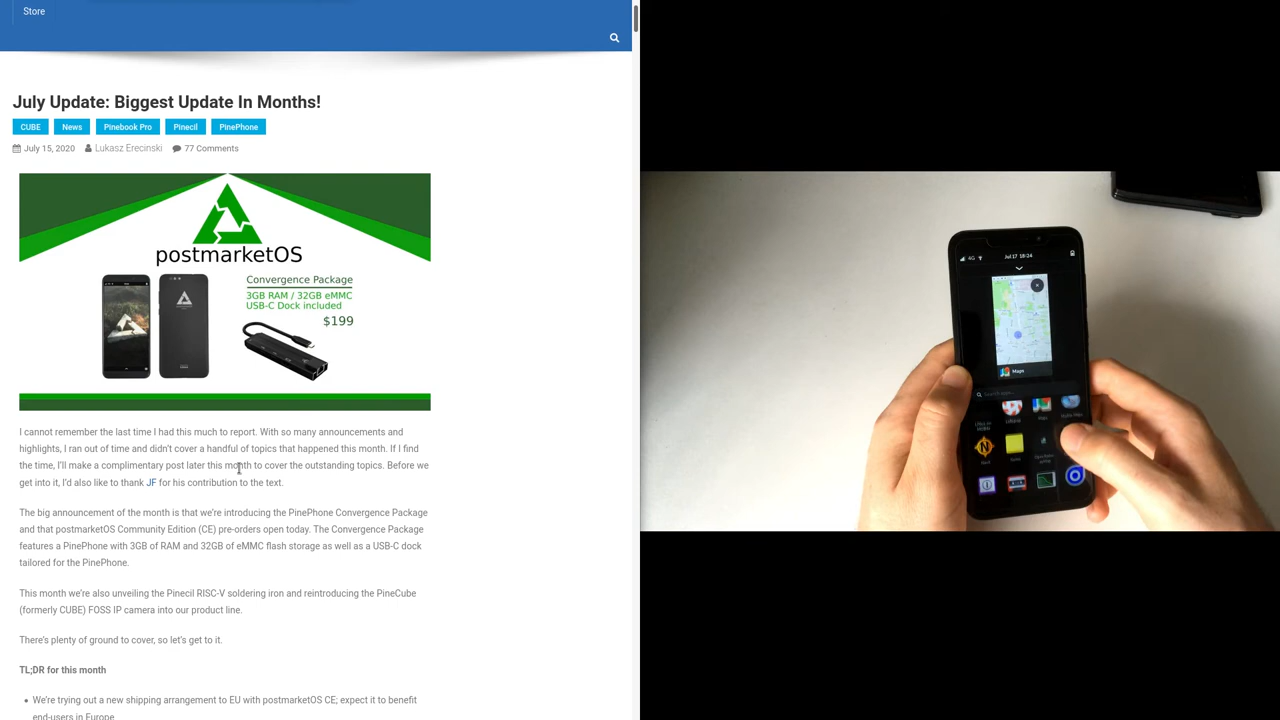 Store
July Update: Biggest Update In Months!
CUBE News Pinebook Pro Pinecil PinePhone
July 15, 2020 Lukasz Erecinski 77 Comments
postmarketOS
Convergence Package
3GB RAM / 32GB eMMC
USB-C Dock included
$199
I cannot remember the last time I had this much to report. With so many announcements and
highlights, I ran out of time and didn't cover a handful of topics that happened this month. If I find
the time, I'll make a complimentary post later this month to cover the outstanding topics. Before we
get into it, I'd also like to thank JF for his contribution to the text.
The big announcement of the month is that we're introducing the PinePhone Convergence Package
and that postmarketOS Community Edition (CE) pre-orders open today. The Convergence Package
features a PinePhone with 3GB of RAM and 32GB of eMMC flash storage as well as a USB-C dock
tailored for the PinePhone.
This month we're also unveiling the Pinecil RISC-V soldering iron and reintroducing the PineCube
(formerly CUBE) FOSS IP camera into our product line.
There's plenty of ground to cover, so let's get to it.
TL;DR for this month
We're trying out a new shipping arrangement to EU with postmarketOS CE; expect it to benefit
end-users in Europe
4G Jul 17 18:24
Maps
Search apps...
Maps